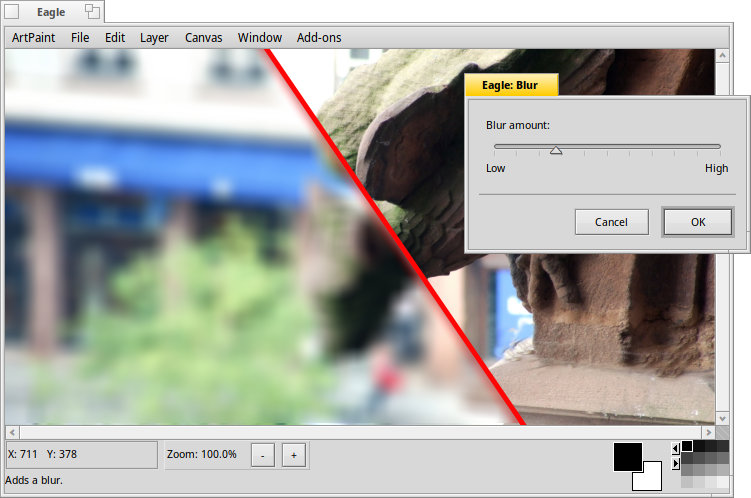 Eagle
ArtPaint File Edit Layer Canvas Window Add-ons
Eagle: Blur
Blur amount:
Low High
Cancel OK
X: 711 Y: 378 Zoom: 100.0% - +
Adds a blur.